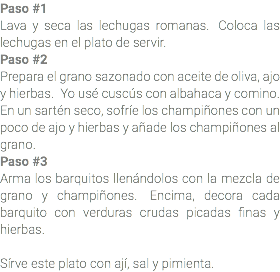 Paso #1
Lava y seca las lechugas romanas. Coloca las
lechugas en el plato de servir.
Paso #2
Prepara el grano sazonado con aceite de oliva, ajo
y hierbas. Yo usé cuscús con albahaca y comino.
En un sartén seco, sofríe los champiñones con un
poco de ajo y hierbas y añade los champiñones al
grano.
Paso #3
Arma los barquitos llenándolos con la mezcla de
grano y champiñones. Encima, decora cada
barquito con verduras crudas picadas finas y
hierbas.
Sírve este plato con ají, sal y pimienta.